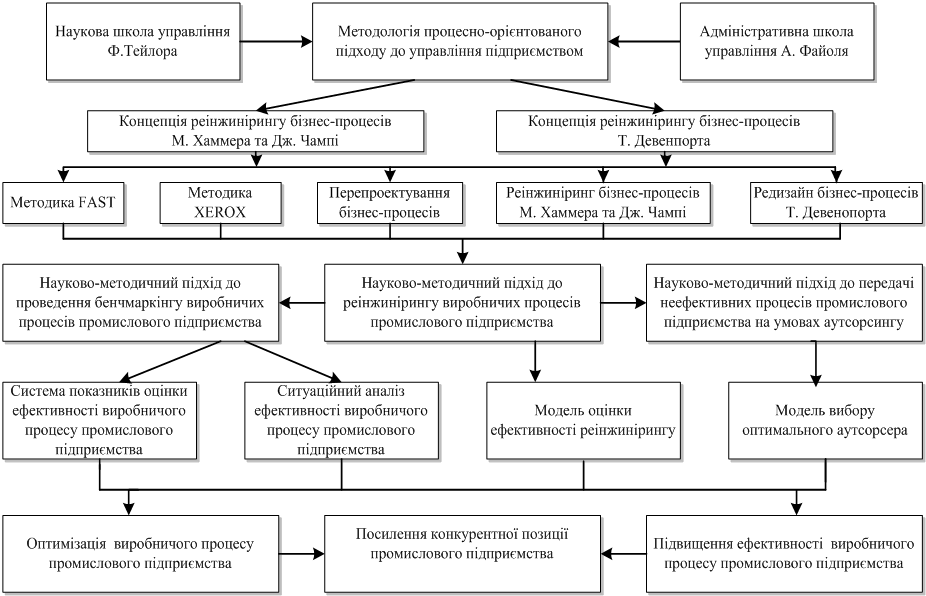 Наукова школа управління
Ф.Тейлора
Методологія процесно-орієнтованого
підходу до управління підприємством
Адміністративна школа
управління А. Файоля
Концепція реінжинірингу бізнес-процесів
М. Хаммера та Дж. Чампі
Концепція реінжинірингу бізнес-процесів
Т. Девенпорта
Методика FAST
Методика
XEROX
Перепроектування
бізнес-процесів
Реінжиніринг бізнес-процесів
М. Хаммера та Дж. Чампі
Редизайн бізнес-процесів
Т. Девенопорта
Науково-методичний підхід до
проведення бенчмаркінгу виробничих
процесів промислового підприємства
Науково-методичний підхід до
реінжинірингу виробничих процесів
промислового підприємства
Науково-методичний підхід до передачі
неефективних процесів промислового
підприємства на умовах аутсорсингу
Система показників оцінки
ефективності виробничого
процесу промислового
підприємства
Ситуаційний аналіз
ефективності виробничого
процесу промислового
підприємства
Модель оцінки
ефективності реінжинірингу
Модель вибору
оптимального аутсорсера
Оптимізація виробничого процесу
промислового підприємства
Посилення конкурентної позиції
промислового підприємства
Підвищення ефективності виробничого
процесу промислового підприємства